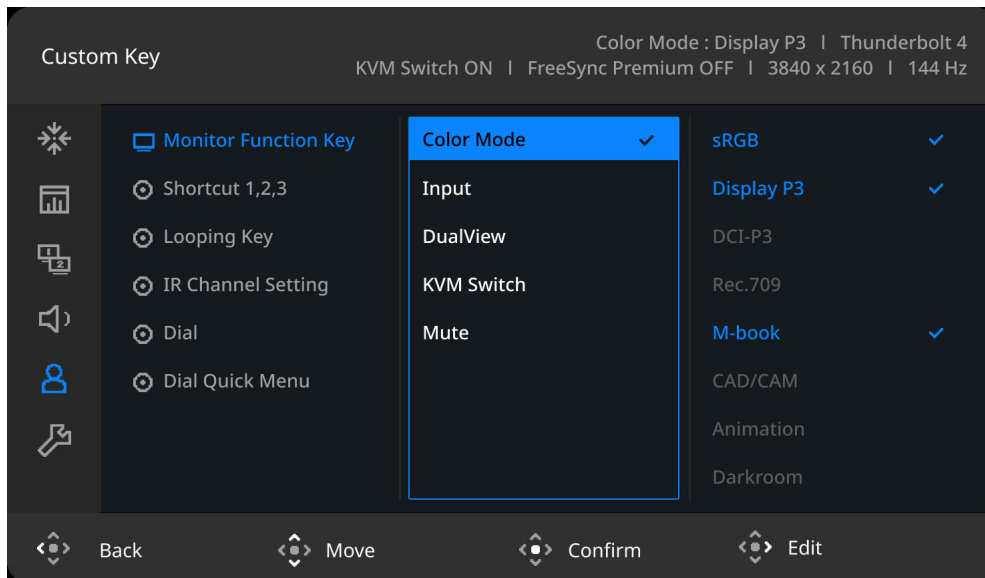 Custom Key
Color Mode : Display P3 | Thunderbolt 4
KVM Switch ON | FreeSync Premium OFF | 3840 x 2160 | 144 Hz
1
2
Monitor Function Key
Shortcut 1,2,3
Looping Key
IR Channel Setting
Dial
Dial Quick Menu
Color Mode
Input
DualView
KVM Switch
Mute
sRGB
Display P3
DCI-P3
Rec.709
M-book
CAD/CAM
Animation
Darkroom
Back
Move
Confirm
Edit